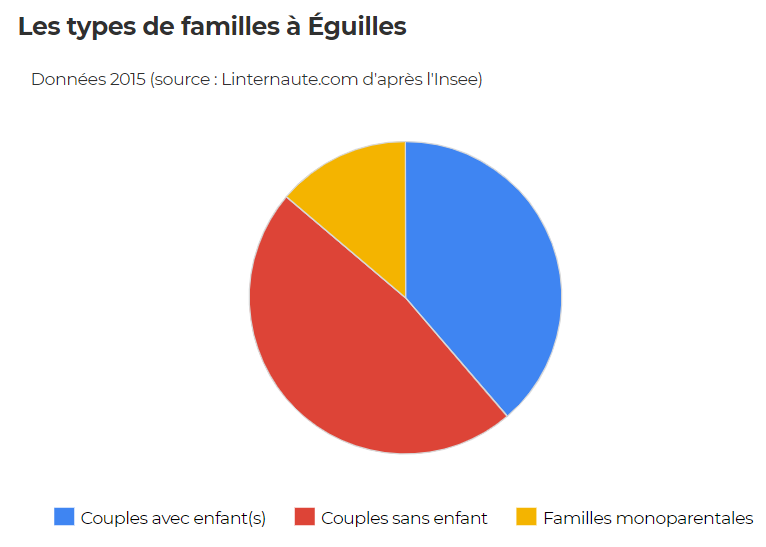 Les types de familles à Éguilles
Données 2015 (source : Linternaute.com d'après l'Insee)
Couples avec enfant(s) Couples sans enfant Familles monoparentales